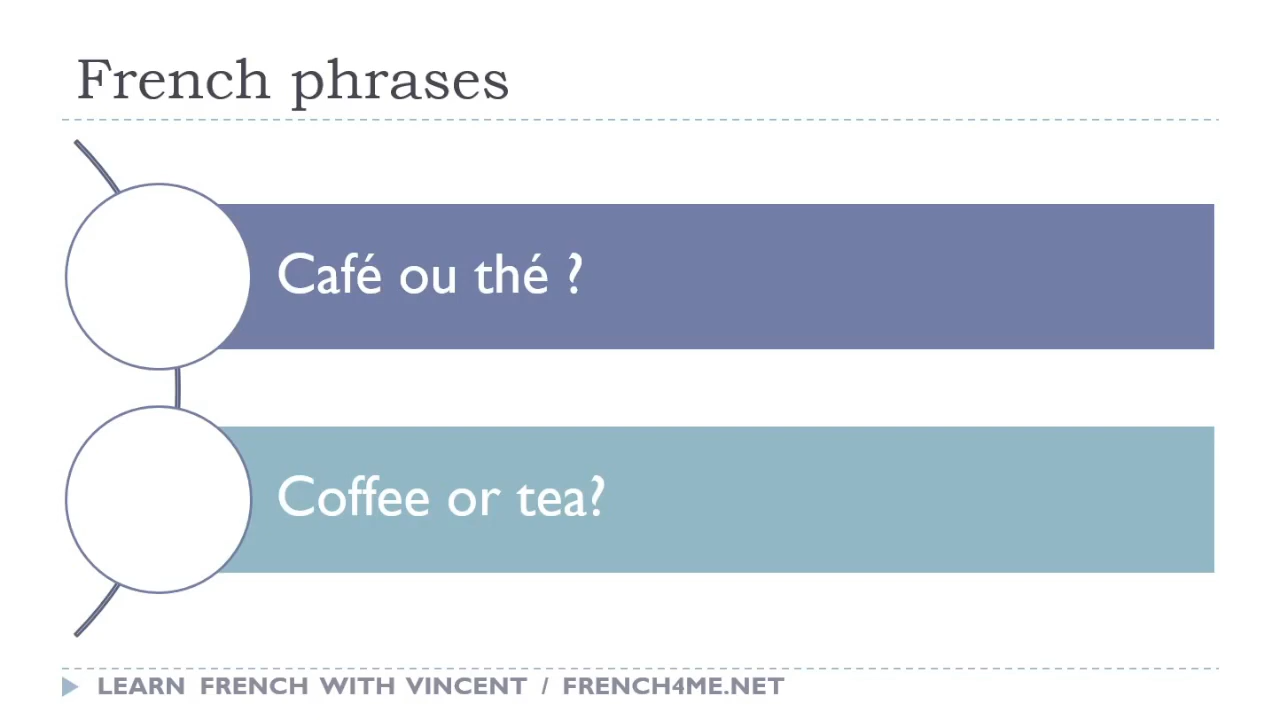 French phrases
Café ou thé ?
Coffee or tea?
LEARN FRENCH WITH VINCENT / FRENCH4ME.NET